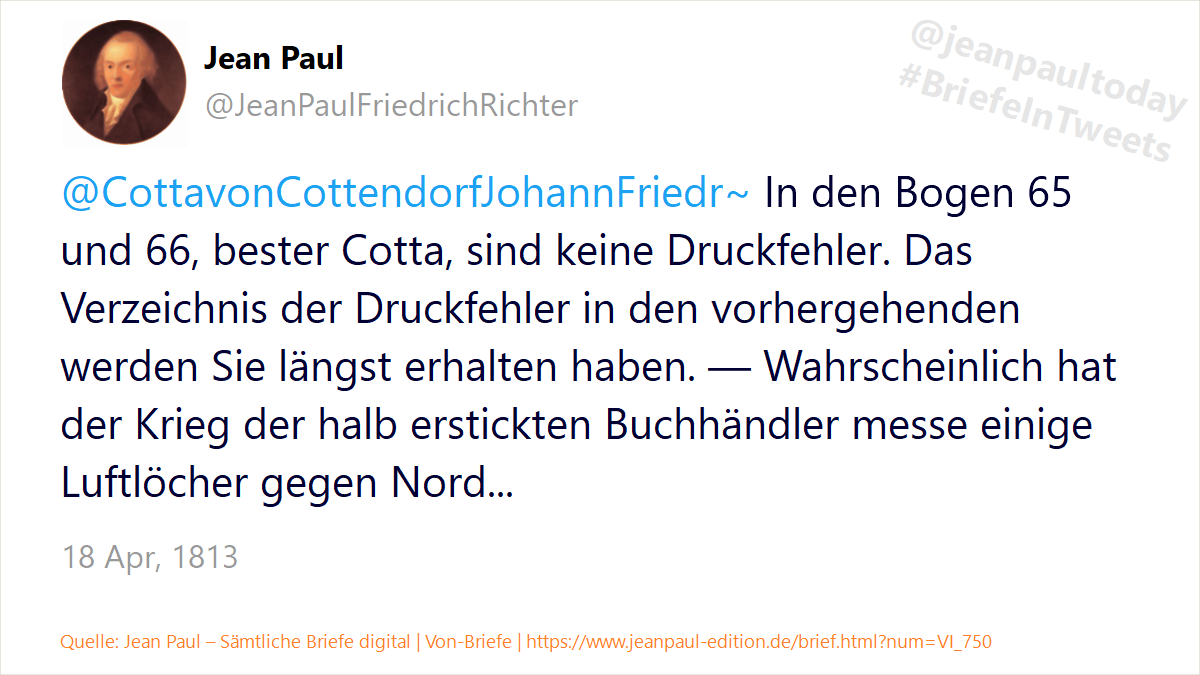 Jean Paul
@JeanPaulFriedrichRichter
@jeanpaultoday
#BriefeInTweets
@CottavonCottendorfJohannFriedr~ In den Bogen 65
und 66, bester Cotta, sind keine Druckfehler. Das
Verzeichnis der Druckfehler in den vorhergehenden
werden Sie längst erhalten haben. — Wahrscheinlich hat
der Krieg der halb erstickten Buchhändler messe einige
Luftlöcher gegen Nord...
18 Apr, 1813
Quelle: Jean Paul – Sämtliche Briefe digital | Von-Briefe | https://www.jeanpaul-edition.de/brief.html?num=VI_750